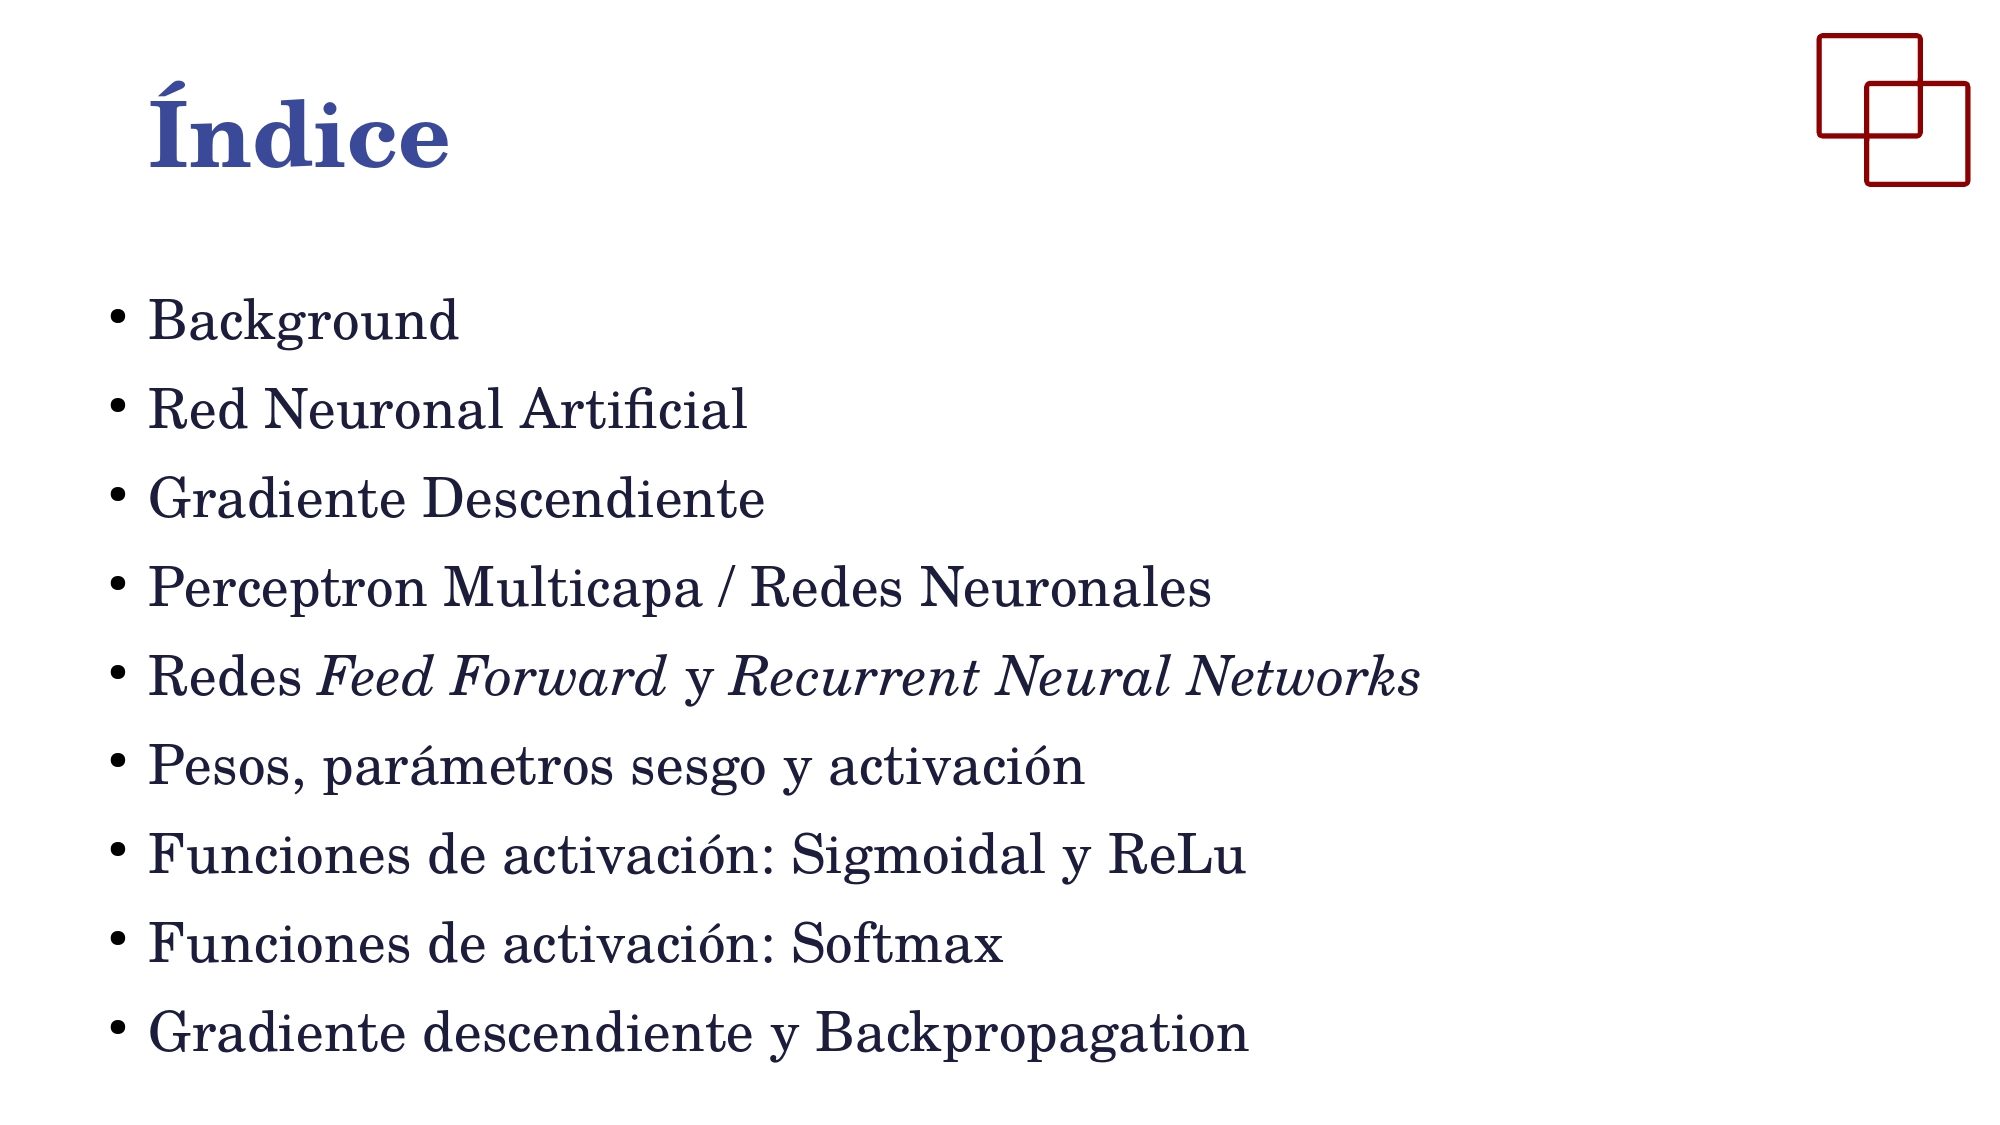 Índice
• Background
• Red Neuronal Artificial
• Gradiente Descendiente
• Perceptron Multicapa / Redes Neuronales
• Redes Feed Forward y Recurrent Neural Networks
• Pesos, parámetros sesgo y activación
• Funciones de activación: Sigmoidal y ReLu
• Funciones de activación: Softmax
• Gradiente descendiente y Backpropagation